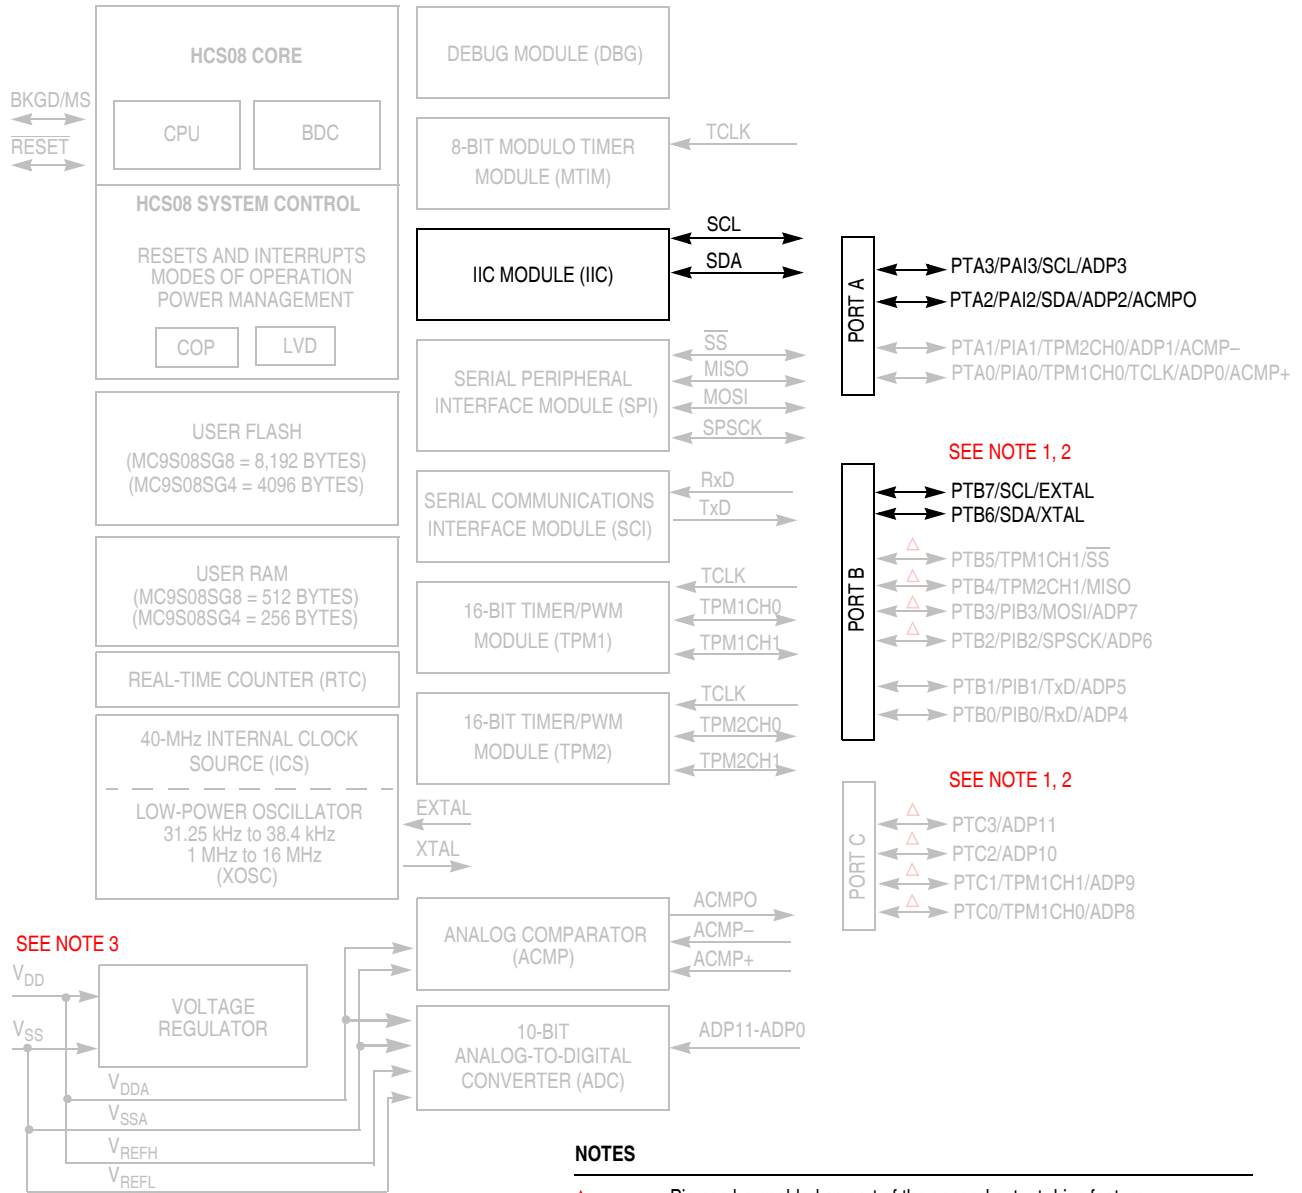 HCS08 CORE
BKGD/MS
RESET
CPU
BDC
HCS08 SYSTEM CONTROL
RESETS AND INTERRUPTS
MODES OF OPERATION
POWER MANAGEMENT
COP
LVD
USER FLASH
(MC9S08SG8 = 8,192 BYTES)
(MC9S08SG4 = 4096 BYTES)
USER RAM
(MC9S08SG8 = 512 BYTES)
(MC9S08SG4 = 256 BYTES)
REAL-TIME COUNTER (RTC)
40-MHz INTERNAL CLOCK
SOURCE (ICS)
LOW-POWER OSCILLATOR
31.25 kHz to 38.4 kHz
1 MHz to 16 MHz
(XOSC)
EXTAL
XTAL
SEE NOTE 3
VDD
VSS
VOLTAGE
REGULATOR
VDDA
VSSA
VREFH
VREFL
DEBUG MODULE (DBG)
8-BIT MODULO TIMER
MODULE (MTIM)
TCLK
IIC MODULE (IIC)
SCL
SDA
SERIAL PERIPHERAL
INTERFACE MODULE (SPI)
SS
MISO
MOSI
SPSCK
SERIAL COMMUNICATIONS
INTERFACE MODULE (SCI)
RxD
TxD
16-BIT TIMER/PWM
MODULE (TPM1)
TCLK
TPM1CH0
TPM1CH1
16-BIT TIMER/PWM
MODULE (TPM2)
TCLK
TPM2CH0
TPM2CH1
ANALOG COMPARATOR
(ACMP)
ACMPO
ACMP–
ACMP+
10-BIT
ANALOG-TO-DIGITAL
CONVERTER (ADC)
ADP11-ADP0
PORT A
PTA3/PAI3/SCL/ADP3
PTA2/PAI2/SDA/ADP2/ACMPO
PTA1/PIA1/TPM2CH0/ADP1/ACMP–
PTA0/PIA0/TPM1CH0/TCLK/ADP0/ACMP+
SEE NOTE 1, 2
PORT B
PTB7/SCL/EXTAL
PTB6/SDA/XTAL
PTB5/TPM1CH1/SS
PTB4/TPM2CH1/MISO
PTB3/PIB3/MOSI/ADP7
PTB2/PIB2/SPSCK/ADP6
PTB1/PIB1/TxD/ADP5
PTB0/PIB0/RxD/ADP4
SEE NOTE 1, 2
PORT C
PTC3/ADP11
PTC2/ADP10
PTC1/TPM1CH1/ADP9
PTC0/TPM1CH0/ADP8
NOTES